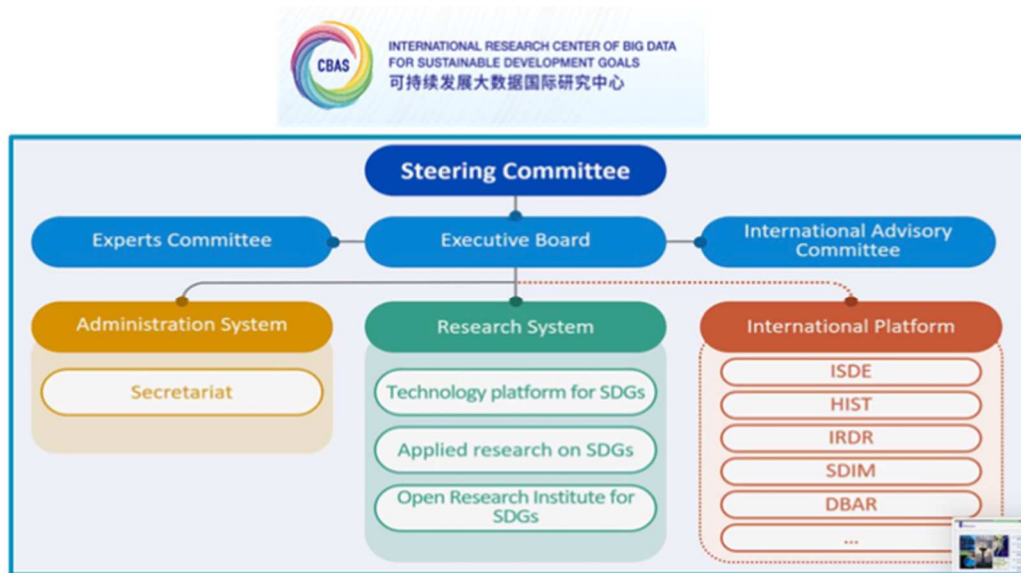 CBAS
INTERNATIONAL RESEARCH CENTER OF BIG DATA
FOR SUSTAINABLE DEVELOPMENT GOALS
可持续发展大数据国际研究中心
Steering Committee
Experts Committee
Executive Board
International Advisory
Committee
Administration System
Research System
International Platform
Secretariat
Technology platform for SDGs
Applied research on SDGs
Open Research Institute for
SDGs
ISDE
HIST
IRDR
SDIM
DBAR
...